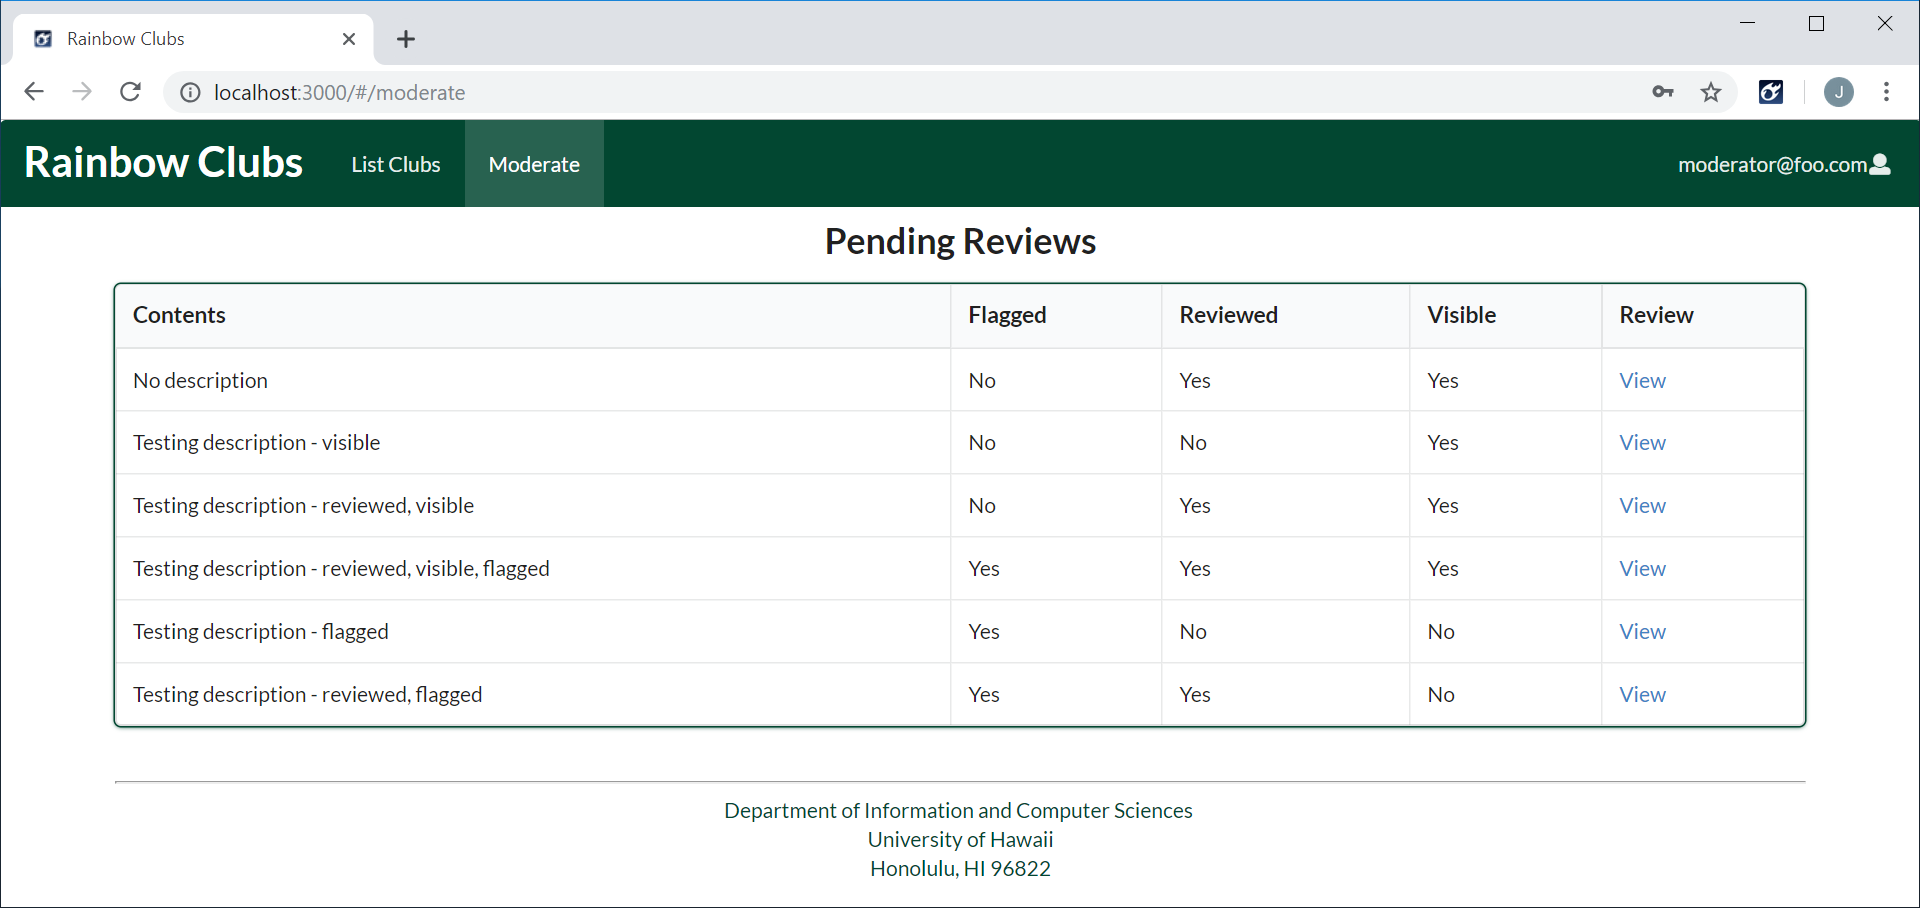 Rainbow Clubs
localhost:3000/#/moderate
J
Rainbow Clubs List Clubs Moderate moderator@foo.com
Pending Reviews
Contents Flagged Reviewed Visible Review
No description No Yes Yes View
Testing description - visible No No Yes View
Testing description - reviewed, visible No Yes Yes View
Testing description - reviewed, visible, flagged Yes Yes Yes View
Testing description - flagged Yes No No View
Testing description - reviewed, flagged Yes Yes No View
Department of Information and Computer Sciences
University of Hawaii
Honolulu, HI 96822